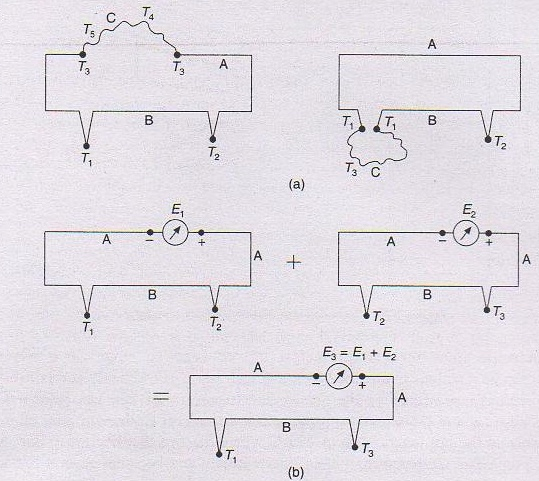 T4
C
T5
T3 T3 A
B
T1 T2
A
T1 T1 B
T2
T3 C
(a)
E1
A − + A
B
T1 T2
+
E2
A − + A
B
T2 T3
=
E3 = E1 + E2
A − + A
B
T1 T3
(b)